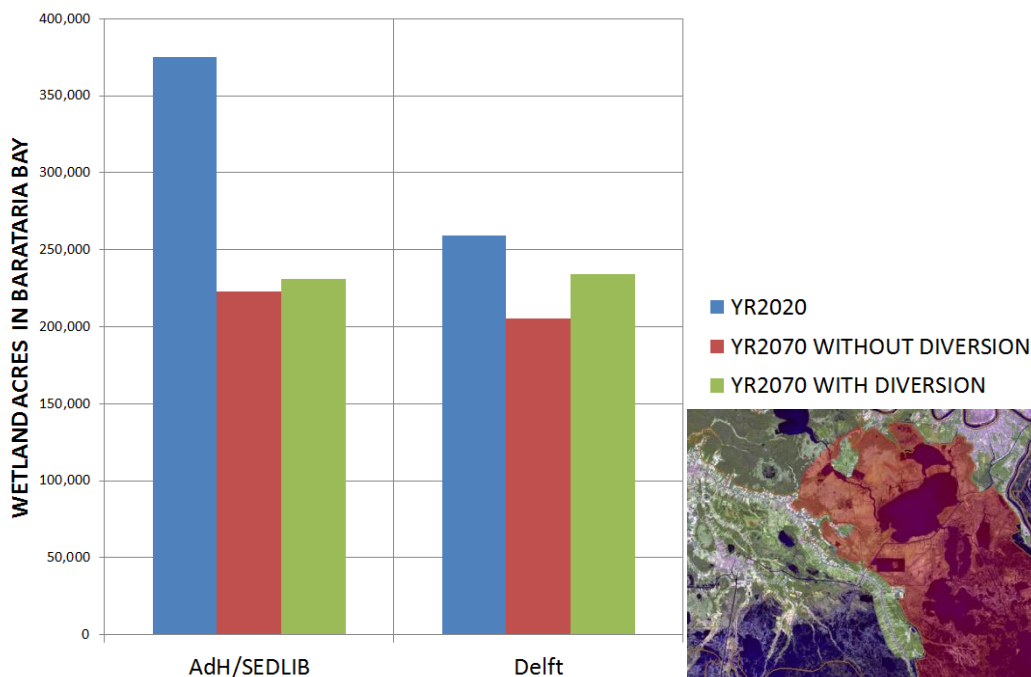 WETLAND ACRES IN BARATARIA BAY
400,000
350,000
300,000
250,000
200,000
150,000
100,000
50,000
0
AdH/SEDLIB
Delft
YR2020
YR2070 WITHOUT DIVERSION
YR2070 WITH DIVERSION